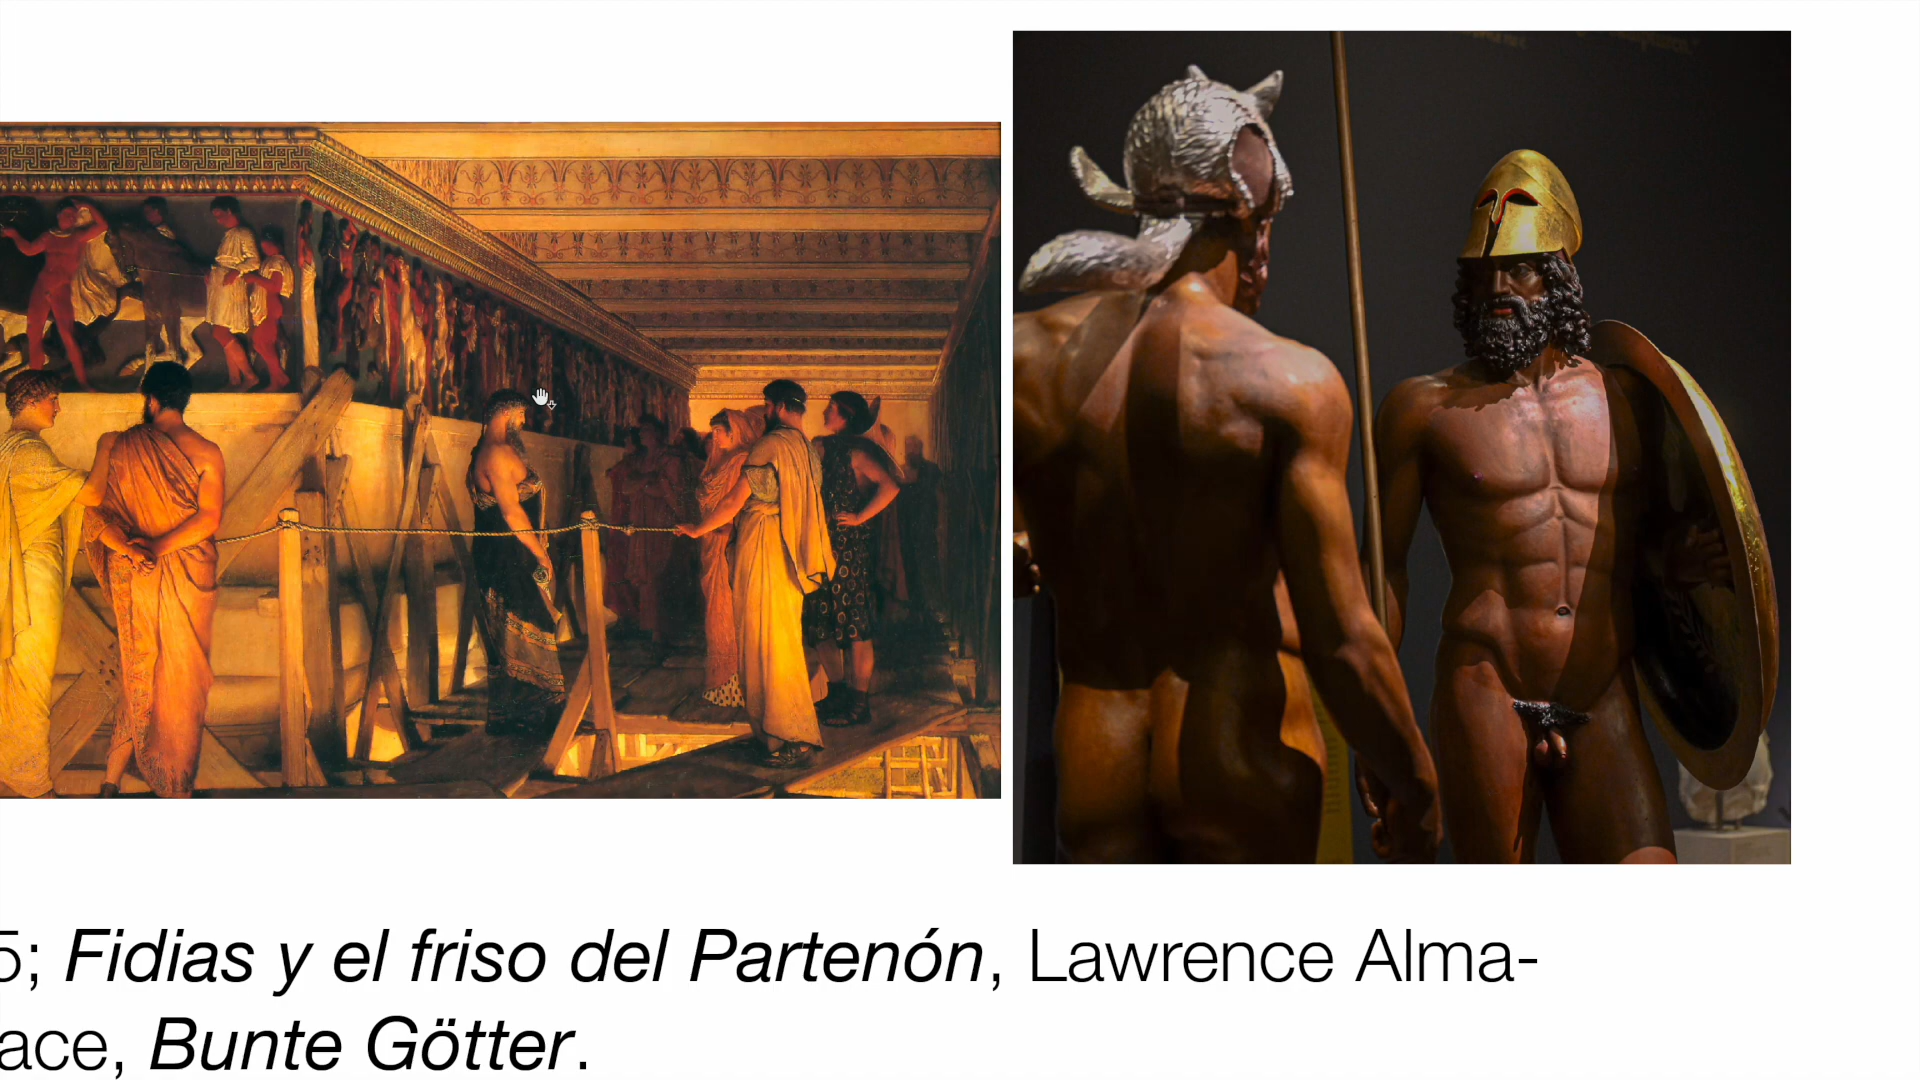 5; Fidias y el friso del Partenón, Lawrence Alma-
ace, Bunte Götter.